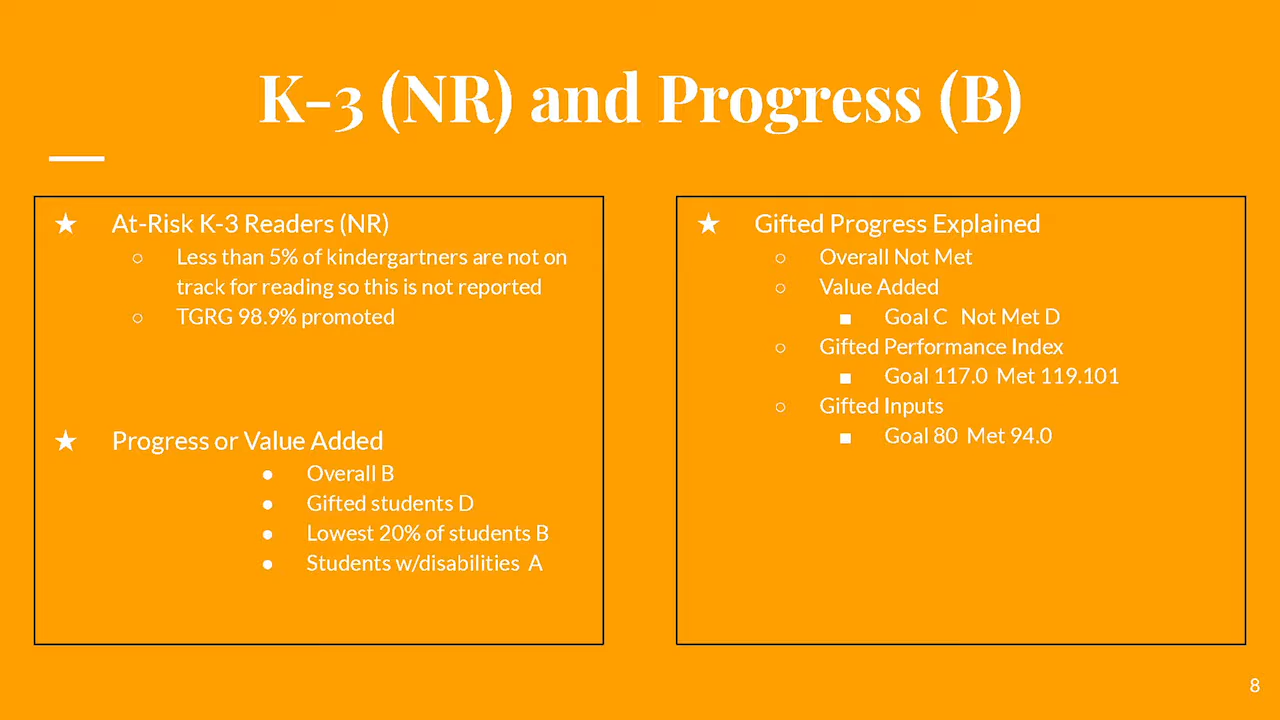 K-3 (NR) and Progress (B)
★ At-Risk K-3 Readers (NR)
○ Less than 5% of kindergartners are not on
track for reading so this is not reported
○ TGRG 98.9% promoted
★ Progress or Value Added
● Overall B
● Gifted students D
● Lowest 20% of students B
● Students w/disabilities A
★ Gifted Progress Explained
○ Overall Not Met
○ Value Added
■ Goal C Not Met D
○ Gifted Performance Index
■ Goal 117.0 Met 119.101
○ Gifted Inputs
■ Goal 80 Met 94.0
8